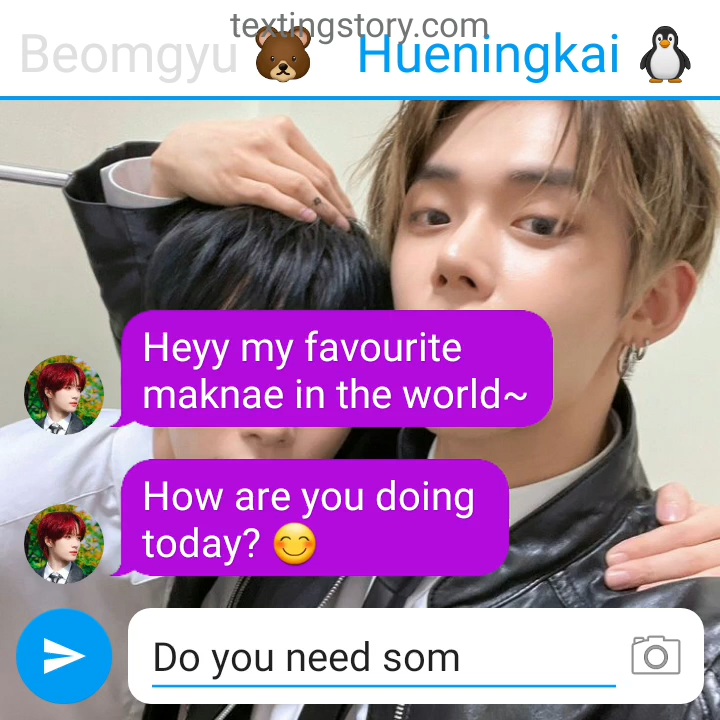 textingstory.com
Beomgyu🐻 Hueningkai 🐧
Heyy my favourite
maknae in the world~
How are you doing
today? 😊
Do you need som